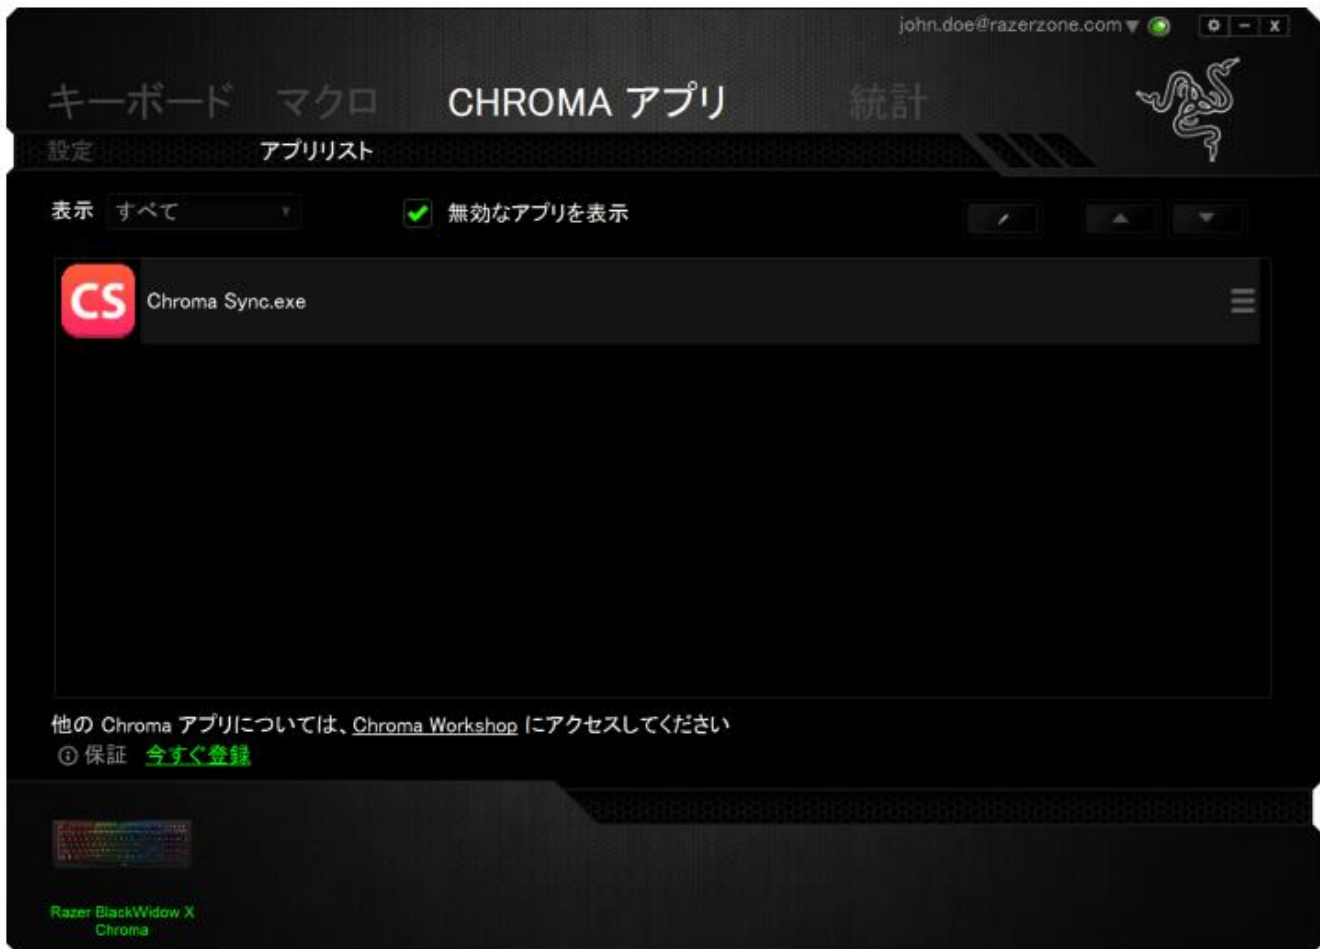 john.doe@razerzone.com
キーボード マクロ CHROMA アプリ 統計
設定 アプリリスト
表示 すべて 無効なアプリを表示
CS Chroma Sync.exe
他の Chroma アプリについては、Chroma Workshop にアクセスしてください
保証 今すぐ登録
Razer BlackWidow X
Chroma